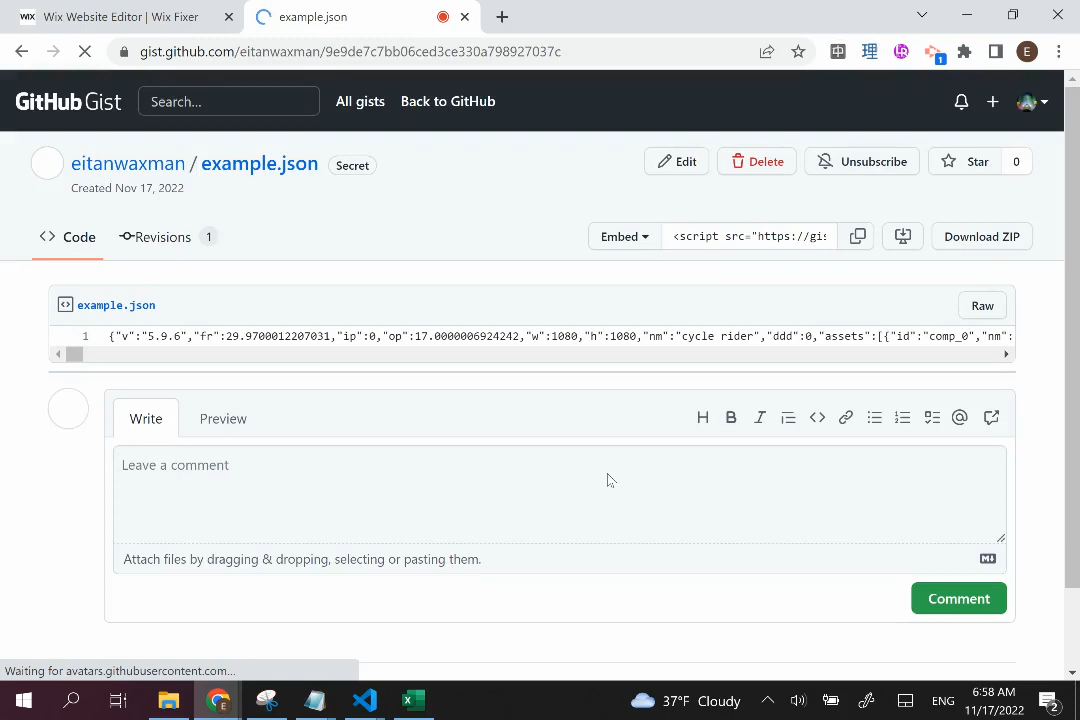 WIX Wix Website Editor | Wix Fixer
example.json
gist.github.com/eitanwaxman/9e9de7c7bb06ced3ce330a798927037c
理
LR
1
E
GitHub Gist
Search...
All gists
Back to GitHub
eitanwaxman / example.json
Secret
Edit
Delete
Unsubscribe
Star
0
Created Nov 17, 2022
Code
Revisions
1
Embed
<script src="https://gis
Download ZIP
example.json
Raw
1
{"v":"5.9.6","fr":29.9700012207031,"ip":0,"op":17.0000006924242,"w":1080,"h":1080,"nm":"cycle rider","ddd":0,"assets":[{"id":"comp_0","nm":
Write
Preview
Leave a comment
Attach files by dragging & dropping, selecting or pasting them.
Comment
Waiting for avatars.githubusercontent.com...
37°F Cloudy
ENG
6:58 AM
11/17/2022
2